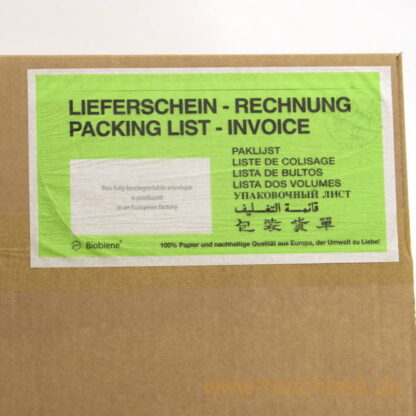 LIEFERSCHEIN - RECHNUNG
PACKING LIST - INVOICE
PAKLIJST
LISTE DE COLISAGE
LISTA DE BULTOS
LISTA DOS VOLUMES
УПАКОВОЧНЫЙ ЛИСТ
قائمة التغليف
包裝貨單
This fully biodegradable envelope
is produced
in an European factory
Biobiene®
100% Papier und nachhaltige Qualität aus Europa, der Umwelt zu Liebe!